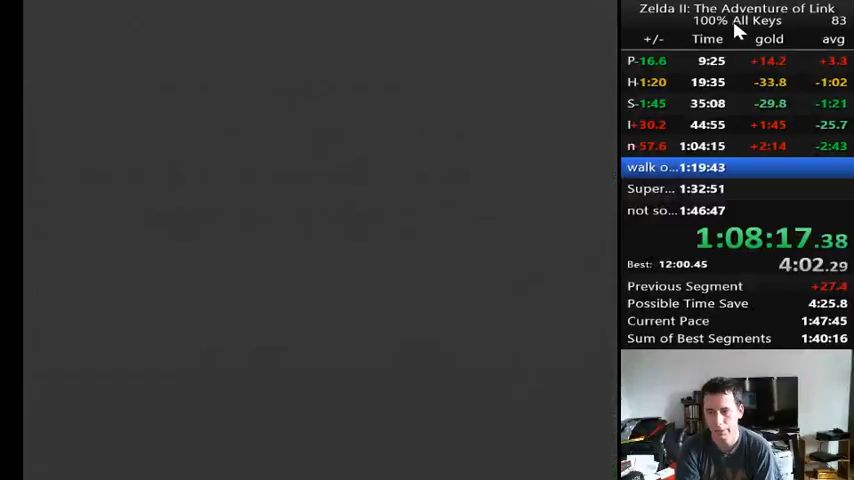 Zelda II: The Adventure of Link
100% All Keys 83
+/- Time gold avg
P-16.6 9:25 +14.2 +3.3
H-1:20 19:35 -33.8 -1:02
S-1:45 35:08 -29.8 -1:21
I+30.2 44:55 +1:45 -25.7
n-57.6 1:04:15 +2:14 -2:43
walk o... 1:19:43
Super... 1:32:51
not so... 1:46:47
1:08:17.38
Best: 12:00.45 4:02.29
Previous Segment +27.4
Possible Time Save 4:25.8
Current Pace 1:47:45
Sum of Best Segments 1:40:16